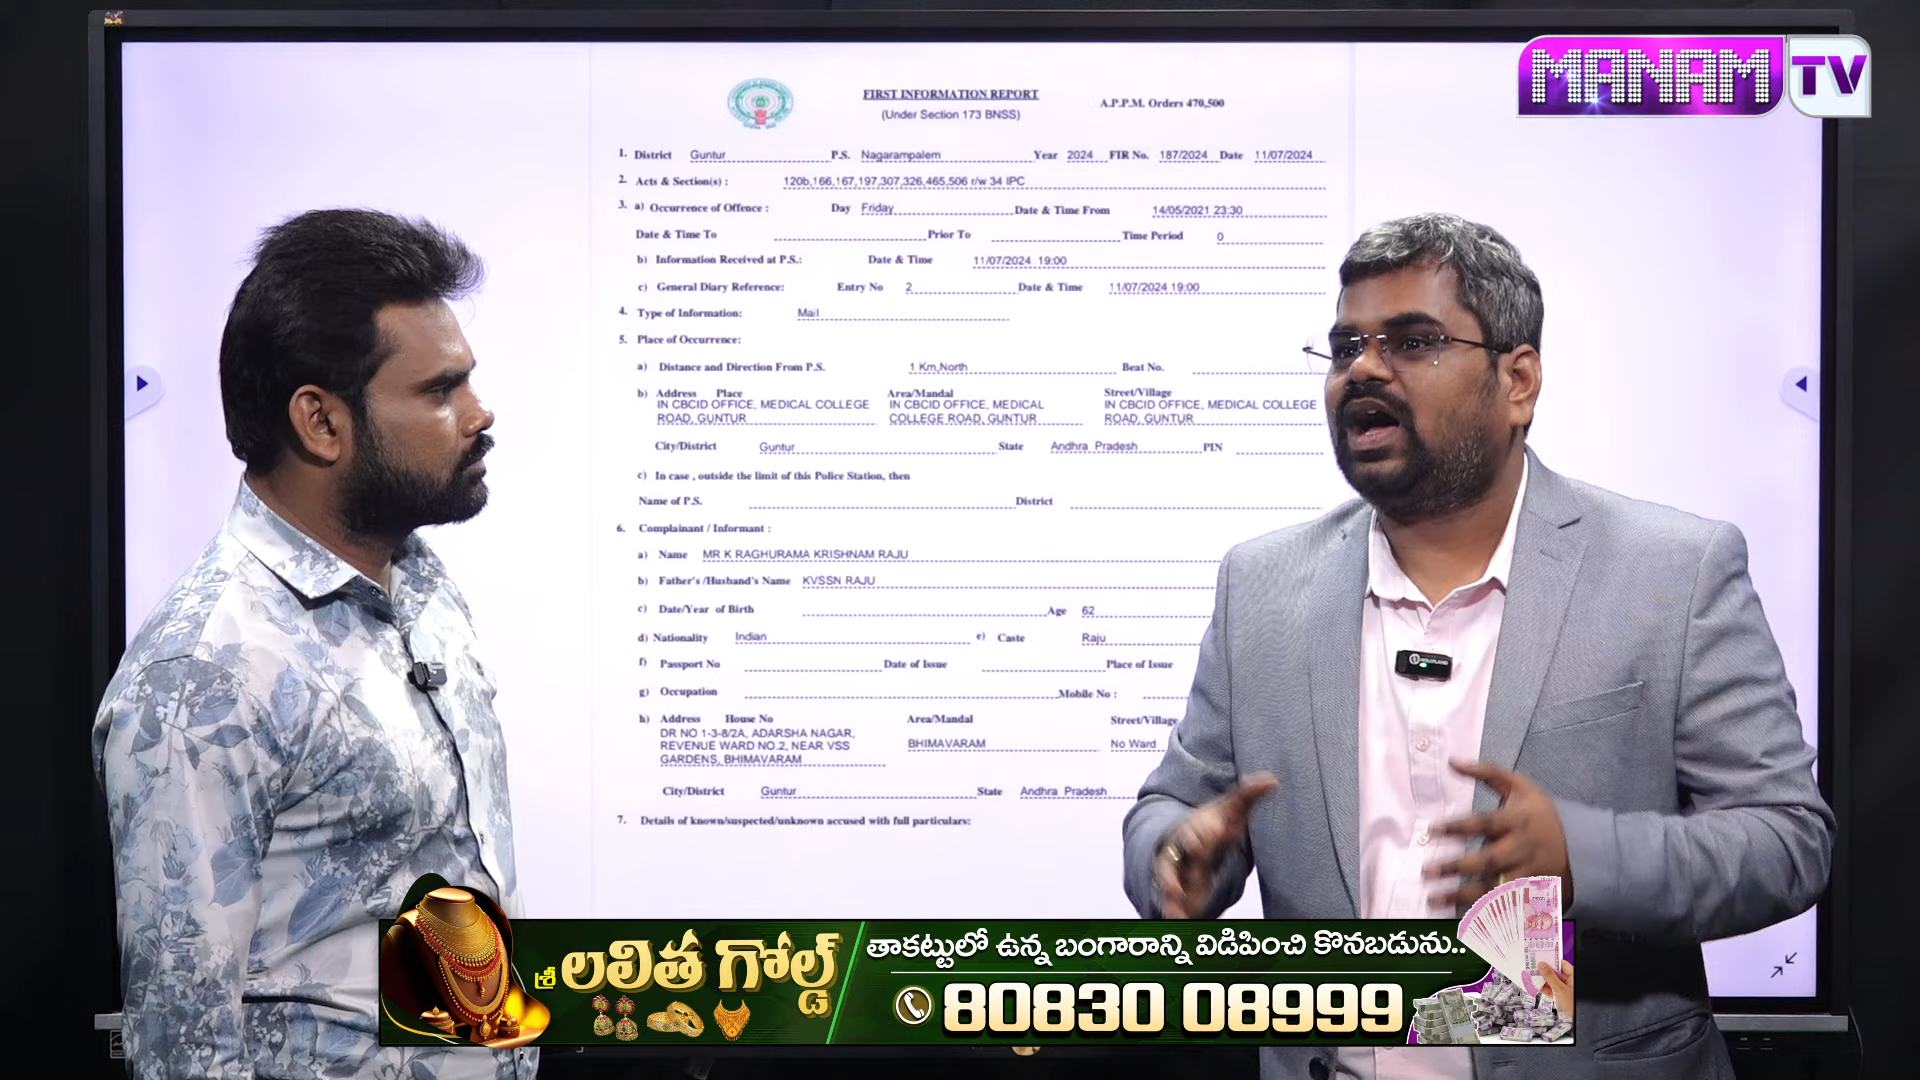 MANAM TV
FIRST INFORMATION REPORT
A.P.P.M. Orders 470,500
(Under Section 173 BNSS)
1. District Guntur P.S. Nagarampalem Year 2024 FIR No. 187/2024 Date 11/07/2024
2. Acts & Section(s) : 120b,166,167,197,307,326,465,506 r/w 34 IPC
3. a) Occurrence of Offence : Day Friday Date & Time From 14/05/2021 23:30
Date & Time To Prior To Time Period 0
b) Information Received at P.S.: Date & Time 11/07/2024 19:00
c) General Diary Reference: Entry No 2 Date & Time 11/07/2024 19:00
4. Type of Information: Mail
5. Place of Occurrence:
a) Distance and Direction From P.S. 1 Km,North Beat No.
b) Address Place Area/Mandal Street/Village
IN CBCID OFFICE, MEDICAL COLLEGE IN CBCID OFFICE, MEDICAL IN CBCID OFFICE, MEDICAL COLLEGE
ROAD, GUNTUR COLLEGE ROAD, GUNTUR ROAD, GUNTUR
City/District Guntur State Andhra Pradesh PIN
c) In case , outside the limit of this Police Station, then
Name of P.S. District
6. Complainant / Informant :
a) Name MR K RAGHURAMA KRISHNAM RAJU
b) Father's /Husband's Name KVSSN RAJU
c) Date/Year of Birth Age 62
d) Nationality Indian e) Caste Raju
f) Passport No Date of Issue Place of Issue
g) Occupation Mobile No :
h) Address House No Area/Mandal Street/Village
DR NO 1-3-8/2A, ADARSHA NAGAR,
REVENUE WARD NO.2, NEAR VSS BHIMAVARAM No Ward
GARDENS, BHIMAVARAM
City/District Guntur State Andhra Pradesh
7. Details of known/suspected/unknown accused with full particulars:
శ్రీ లలిత గోల్డ్
తాకట్టులో ఉన్న బంగారాన్ని విడిపించి కొనబడును..
80830 08999